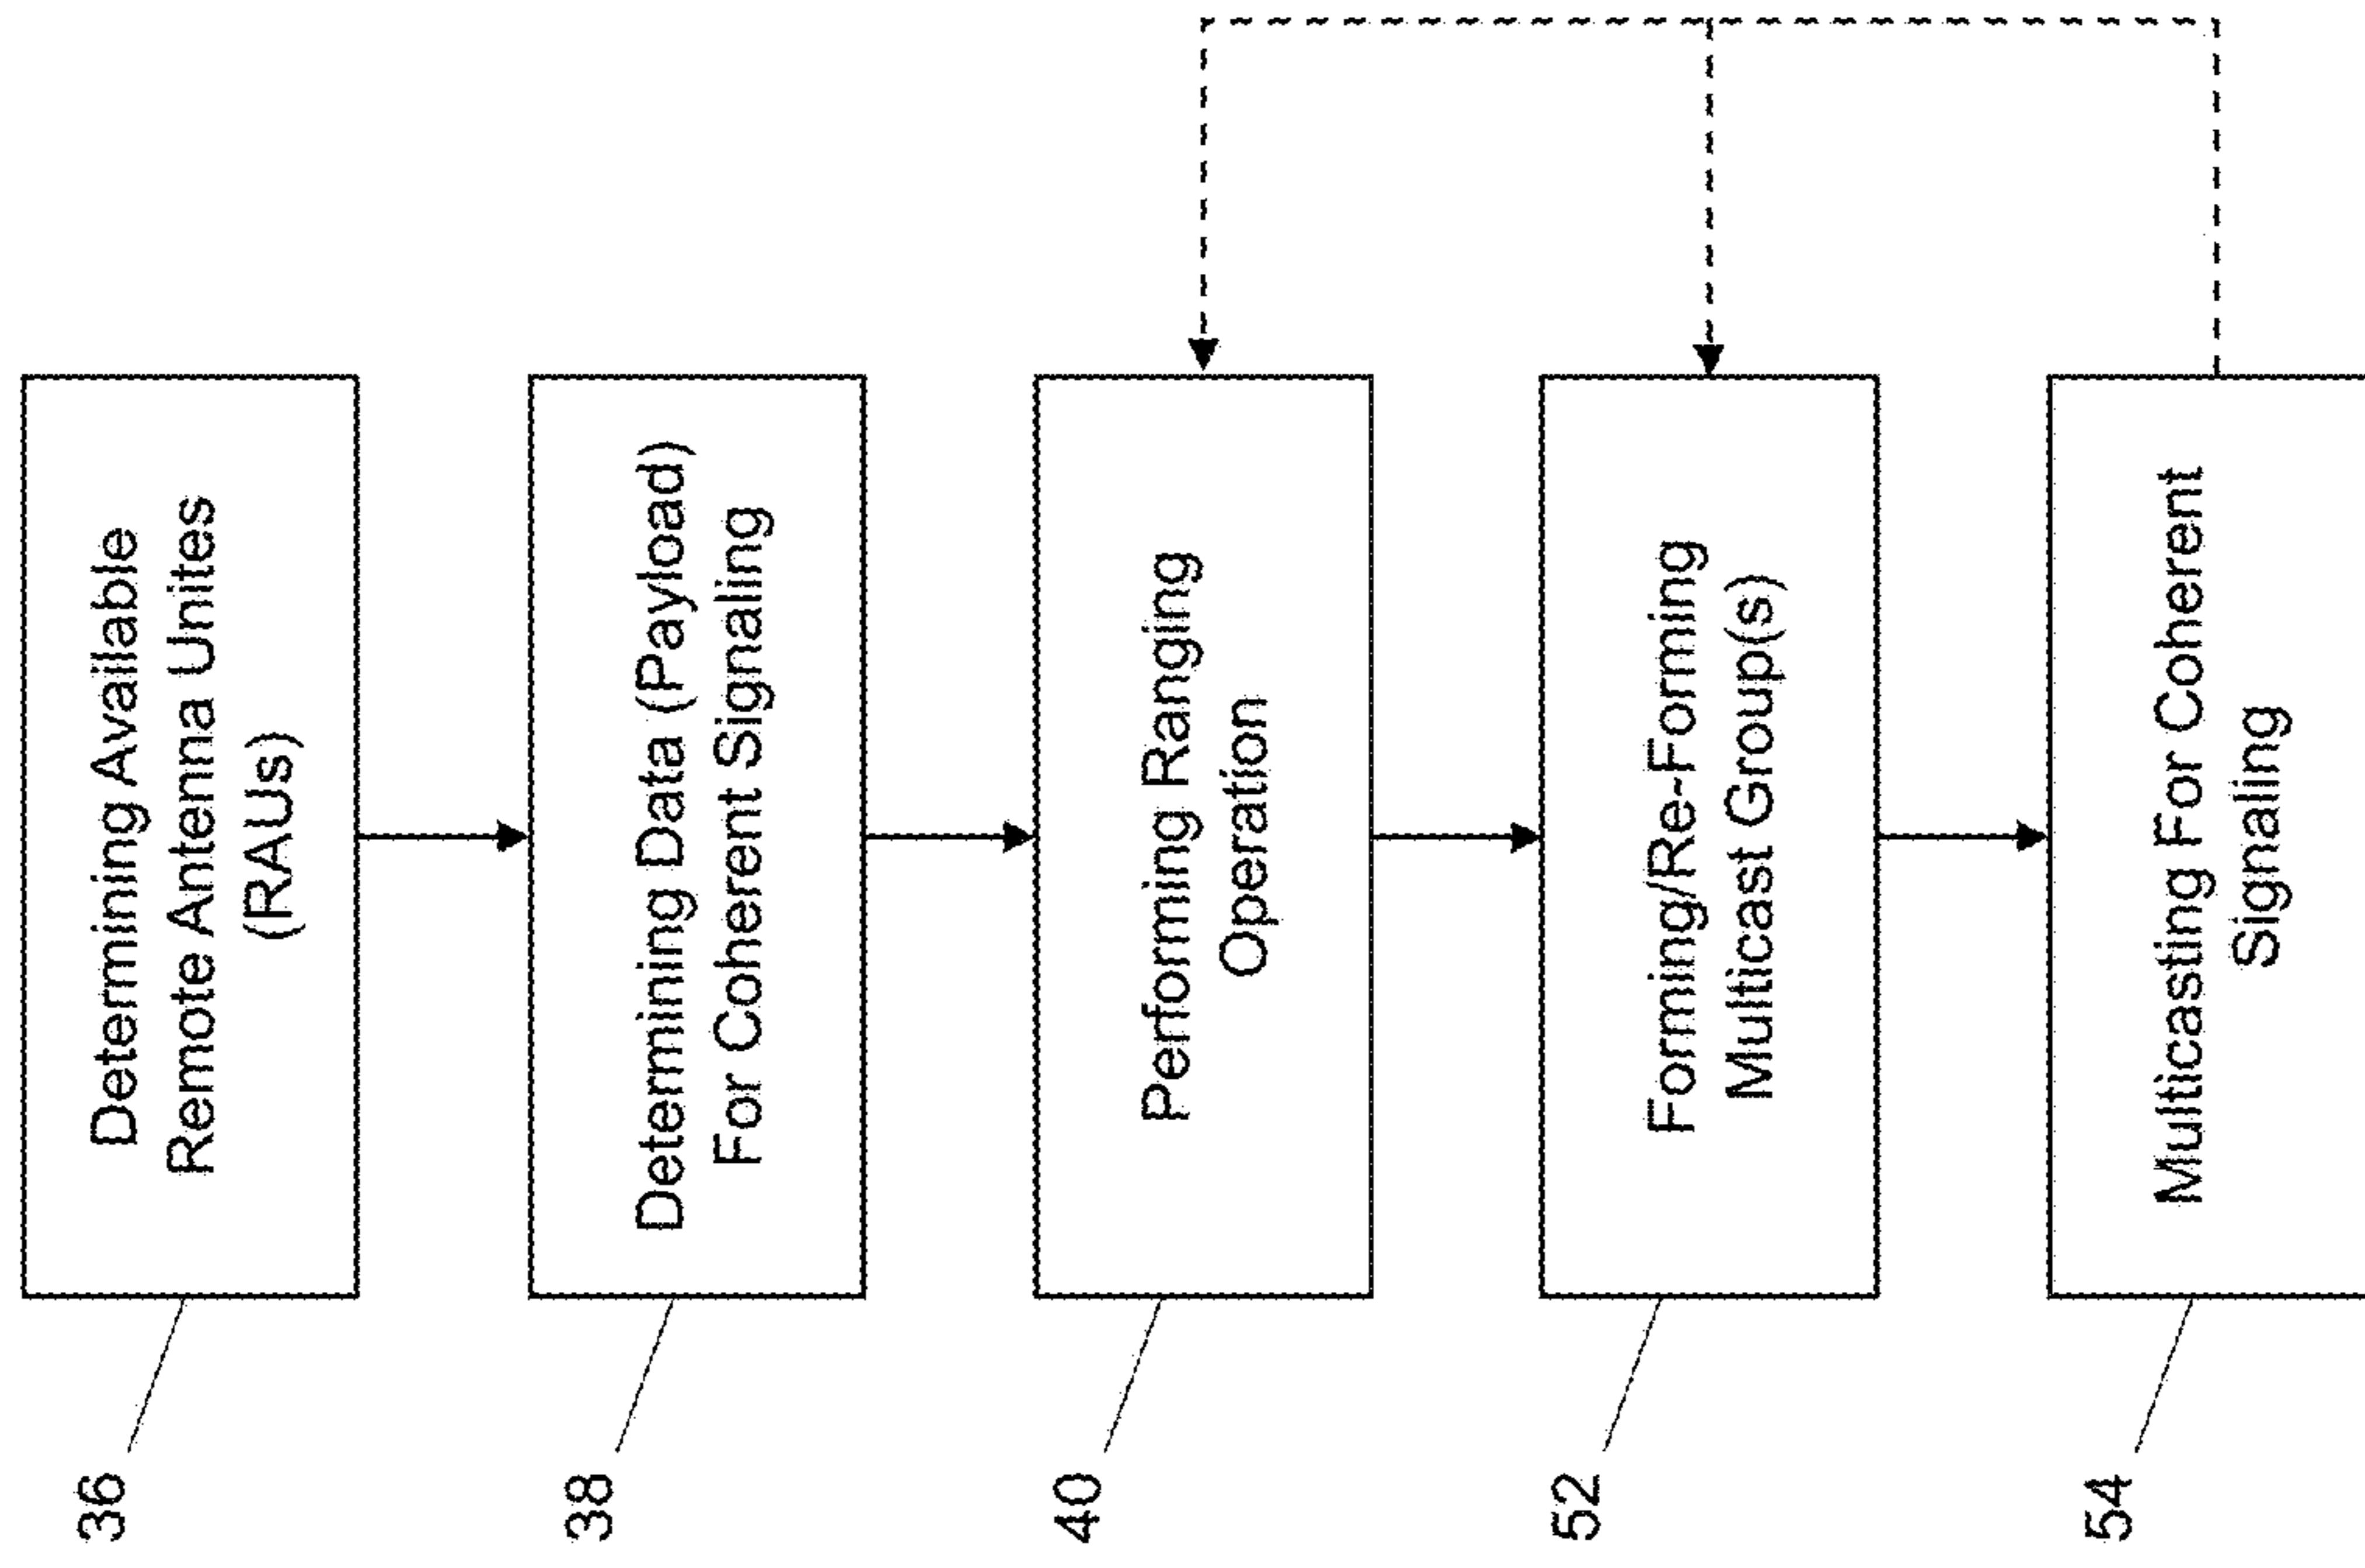 36
Determining Available
Remote Antenna Unites
(RAUs)
38
Determining Data (Payload)
For Coherent Signaling
40
Performing Ranging
Operation
52
Forming/Re-Forming
Multicast Group(s)
54
Multicasting For Coherent
Signaling